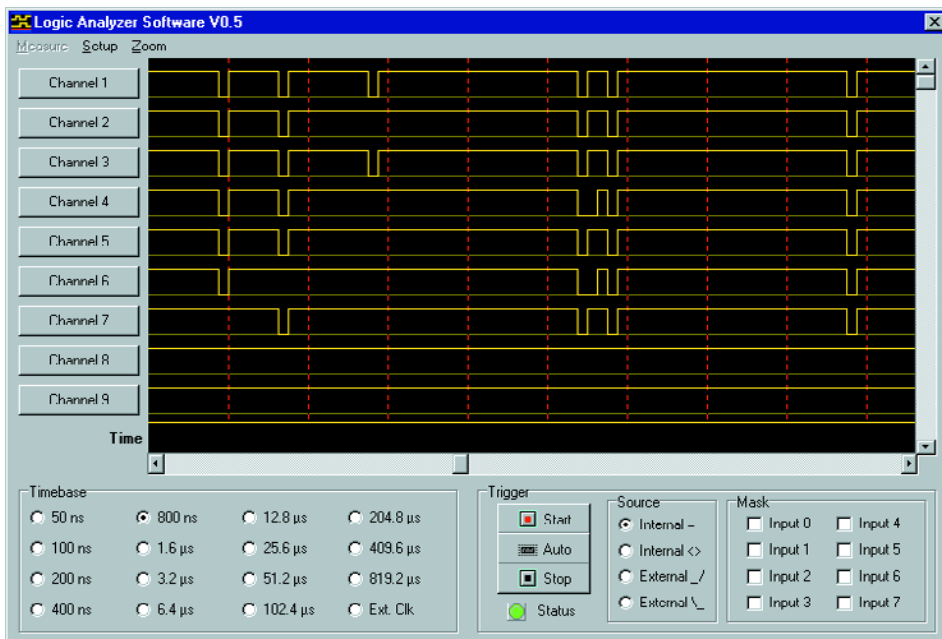 Logic Analyzer Software V0.5
Measure Setup Zoom
Channel 1
Channel 2
Channel 3
Channel 4
Channel 5
Channel 6
Channel 7
Channel 8
Channel 9
Time
Timebase
50 ns 800 ns 12.8 µs 204.8 µs
100 ns 1.6 µs 25.6 µs 409.6 µs
200 ns 3.2 µs 51.2 µs 819.2 µs
400 ns 6.4 µs 102.4 µs Ext. Clk
Trigger
Start
Auto
Stop
Status
Source
Internal –
Internal <>
External _/
External \_
Mask
Input 0 Input 4
Input 1 Input 5
Input 2 Input 6
Input 3 Input 7